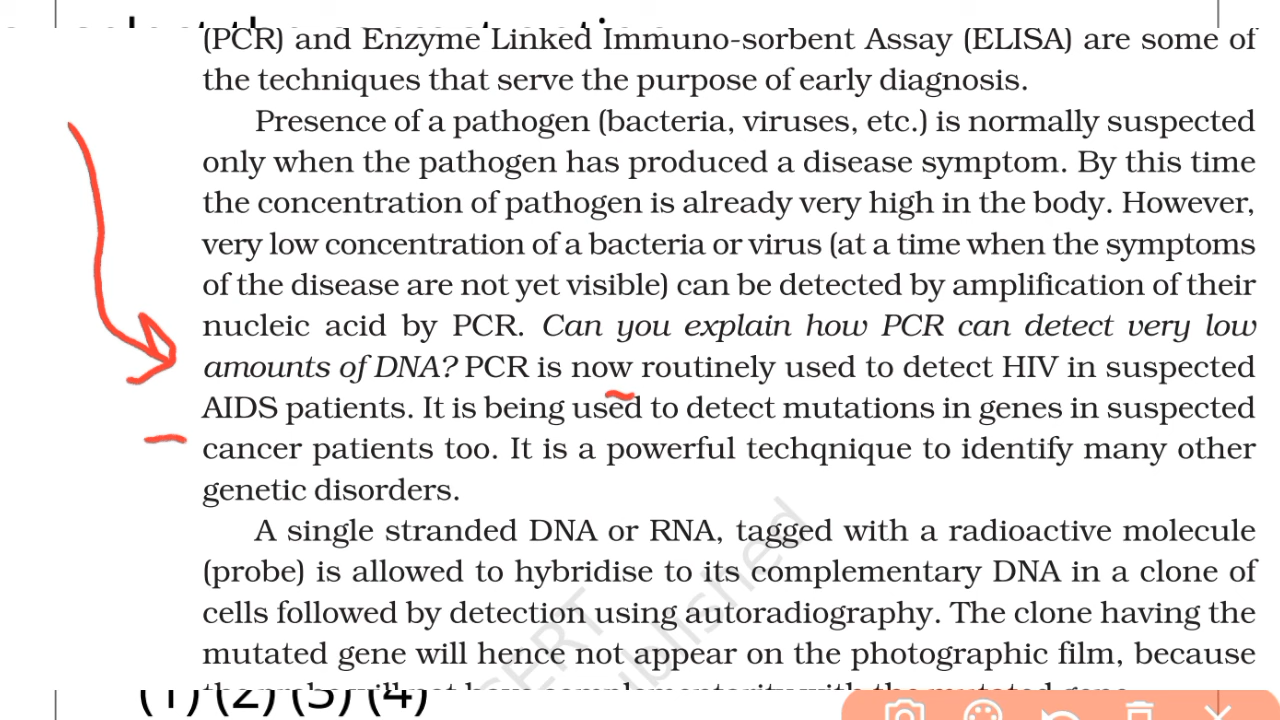 (PCR) and Enzyme Linked Immuno-sorbent Assay (ELISA) are some of
the techniques that serve the purpose of early diagnosis.
Presence of a pathogen (bacteria, viruses, etc.) is normally suspected
only when the pathogen has produced a disease symptom. By this time
the concentration of pathogen is already very high in the body. However,
very low concentration of a bacteria or virus (at a time when the symptoms
of the disease are not yet visible) can be detected by amplification of their
nucleic acid by PCR. Can you explain how PCR can detect very low
amounts of DNA? PCR is now routinely used to detect HIV in suspected
AIDS patients. It is being used to detect mutations in genes in suspected
cancer patients too. It is a powerful techqnique to identify many other
genetic disorders.
A single stranded DNA or RNA, tagged with a radioactive molecule
(probe) is allowed to hybridise to its complementary DNA in a clone of
cells followed by detection using autoradiography. The clone having the
mutated gene will hence not appear on the photographic film, because
(1) (2) (3) (4)